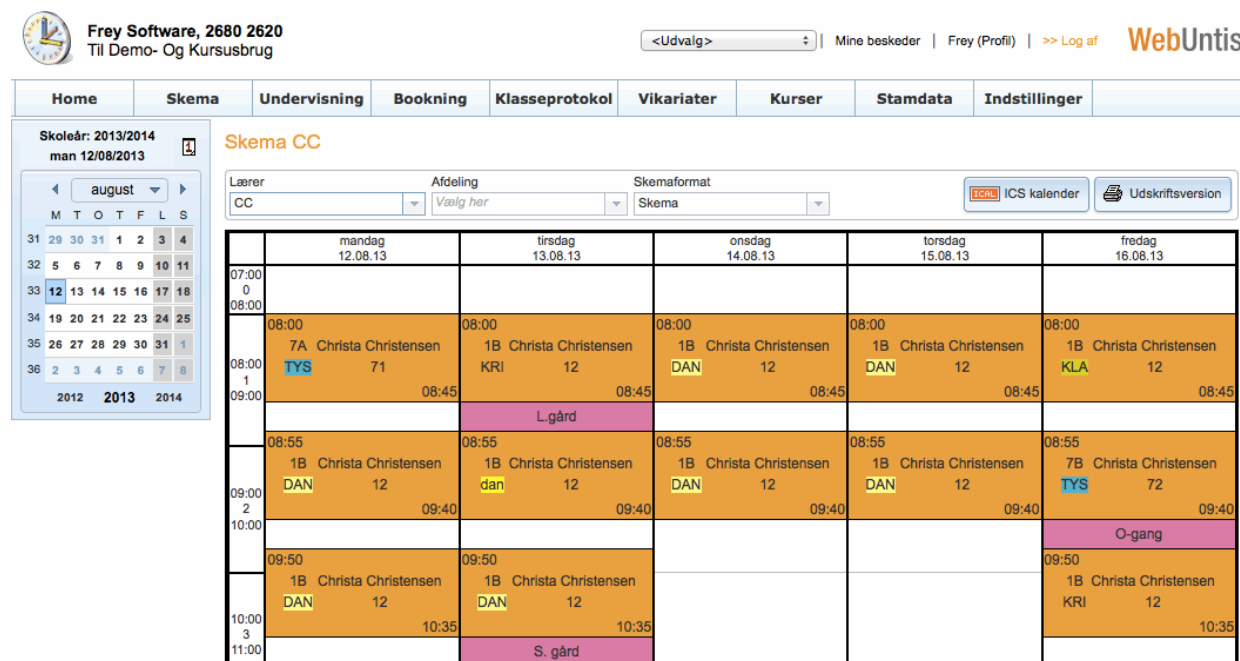 Frey Software, 2680 2620
Til Demo- Og Kursusbrug
<Udvalg> | Mine beskeder | Frey (Profil) | >> Log af WebUntis
Home Skema Undervisning Bookning Klasseprotokol Vikariater Kurser Stamdata Indstillinger
Skoleår: 2013/2014
man 12/08/2013
1
august
M T O T F L S
31 29 30 31 1 2 3 4
32 5 6 7 8 9 10 11
33 12 13 14 15 16 17 18
34 19 20 21 22 23 24 25
35 26 27 28 29 30 31 1
36 2 3 4 5 6 7 8
2012 2013 2014
Skema CC
Lærer Afdeling Skemaformat
CC Vælg her Skema
ICAL ICS kalender Udskriftsversion
mandag tirsdag onsdag torsdag fredag
12.08.13 13.08.13 14.08.13 15.08.13 16.08.13
07:00
0
08:00
08:00 08:00 08:00 08:00 08:00
7A Christa Christensen 1B Christa Christensen 1B Christa Christensen 1B Christa Christensen 1B Christa Christensen
08:00 TYS 71 KRI 12 DAN 12 DAN 12 KLA 12
1
09:00 08:45 08:45 08:45 08:45 08:45
L.gård
08:55 08:55 08:55 08:55 08:55
1B Christa Christensen 1B Christa Christensen 1B Christa Christensen 1B Christa Christensen 7B Christa Christensen
09:00 DAN 12 dan 12 DAN 12 DAN 12 TYS 72
2 09:40 09:40 09:40 09:40 09:40
10:00 O-gang
09:50 09:50 09:50
1B Christa Christensen 1B Christa Christensen 1B Christa Christensen
DAN 12 DAN 12 KRI 12
10:00
3 10:35 10:35 10:35
11:00 S. gård